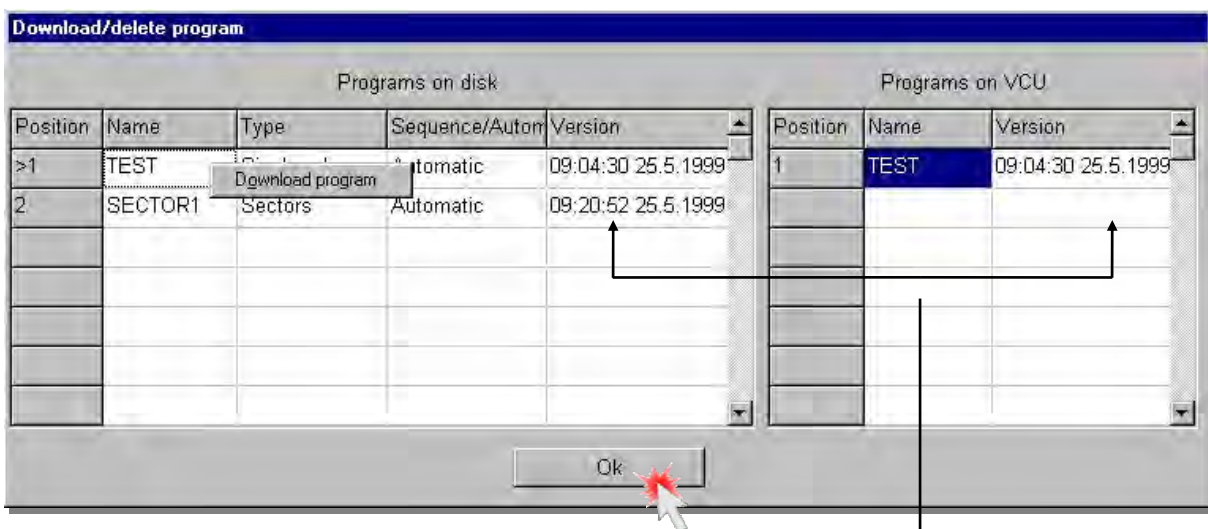 Download/delete program
Programs on disk
Programs on VCU
Position Name Type Sequence/Autom Version
Position Name Version
>1 TEST tomatic 09:04:30 25.5.1999
1 TEST 09:04:30 25.5.1999
Download program
2 SECTOR1 Sectors Automatic 09:20:52 25.5.1999
Ok